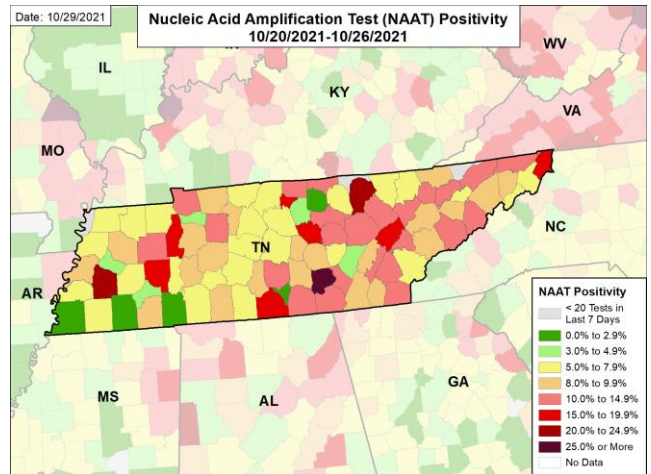 Date: 10/29/2021
Nucleic Acid Amplification Test (NAAT) Positivity
10/20/2021-10/26/2021
IL
WV
KY
VA
MO
TN
NC
AR
MS
AL
GA
NAAT Positivity
< 20 Tests in
Last 7 Days
0.0% to 2.9%
3.0% to 4.9%
5.0% to 7.9%
8.0% to 9.9%
10.0% to 14.9%
15.0% to 19.9%
20.0% to 24.9%
25.0% or More
No Data